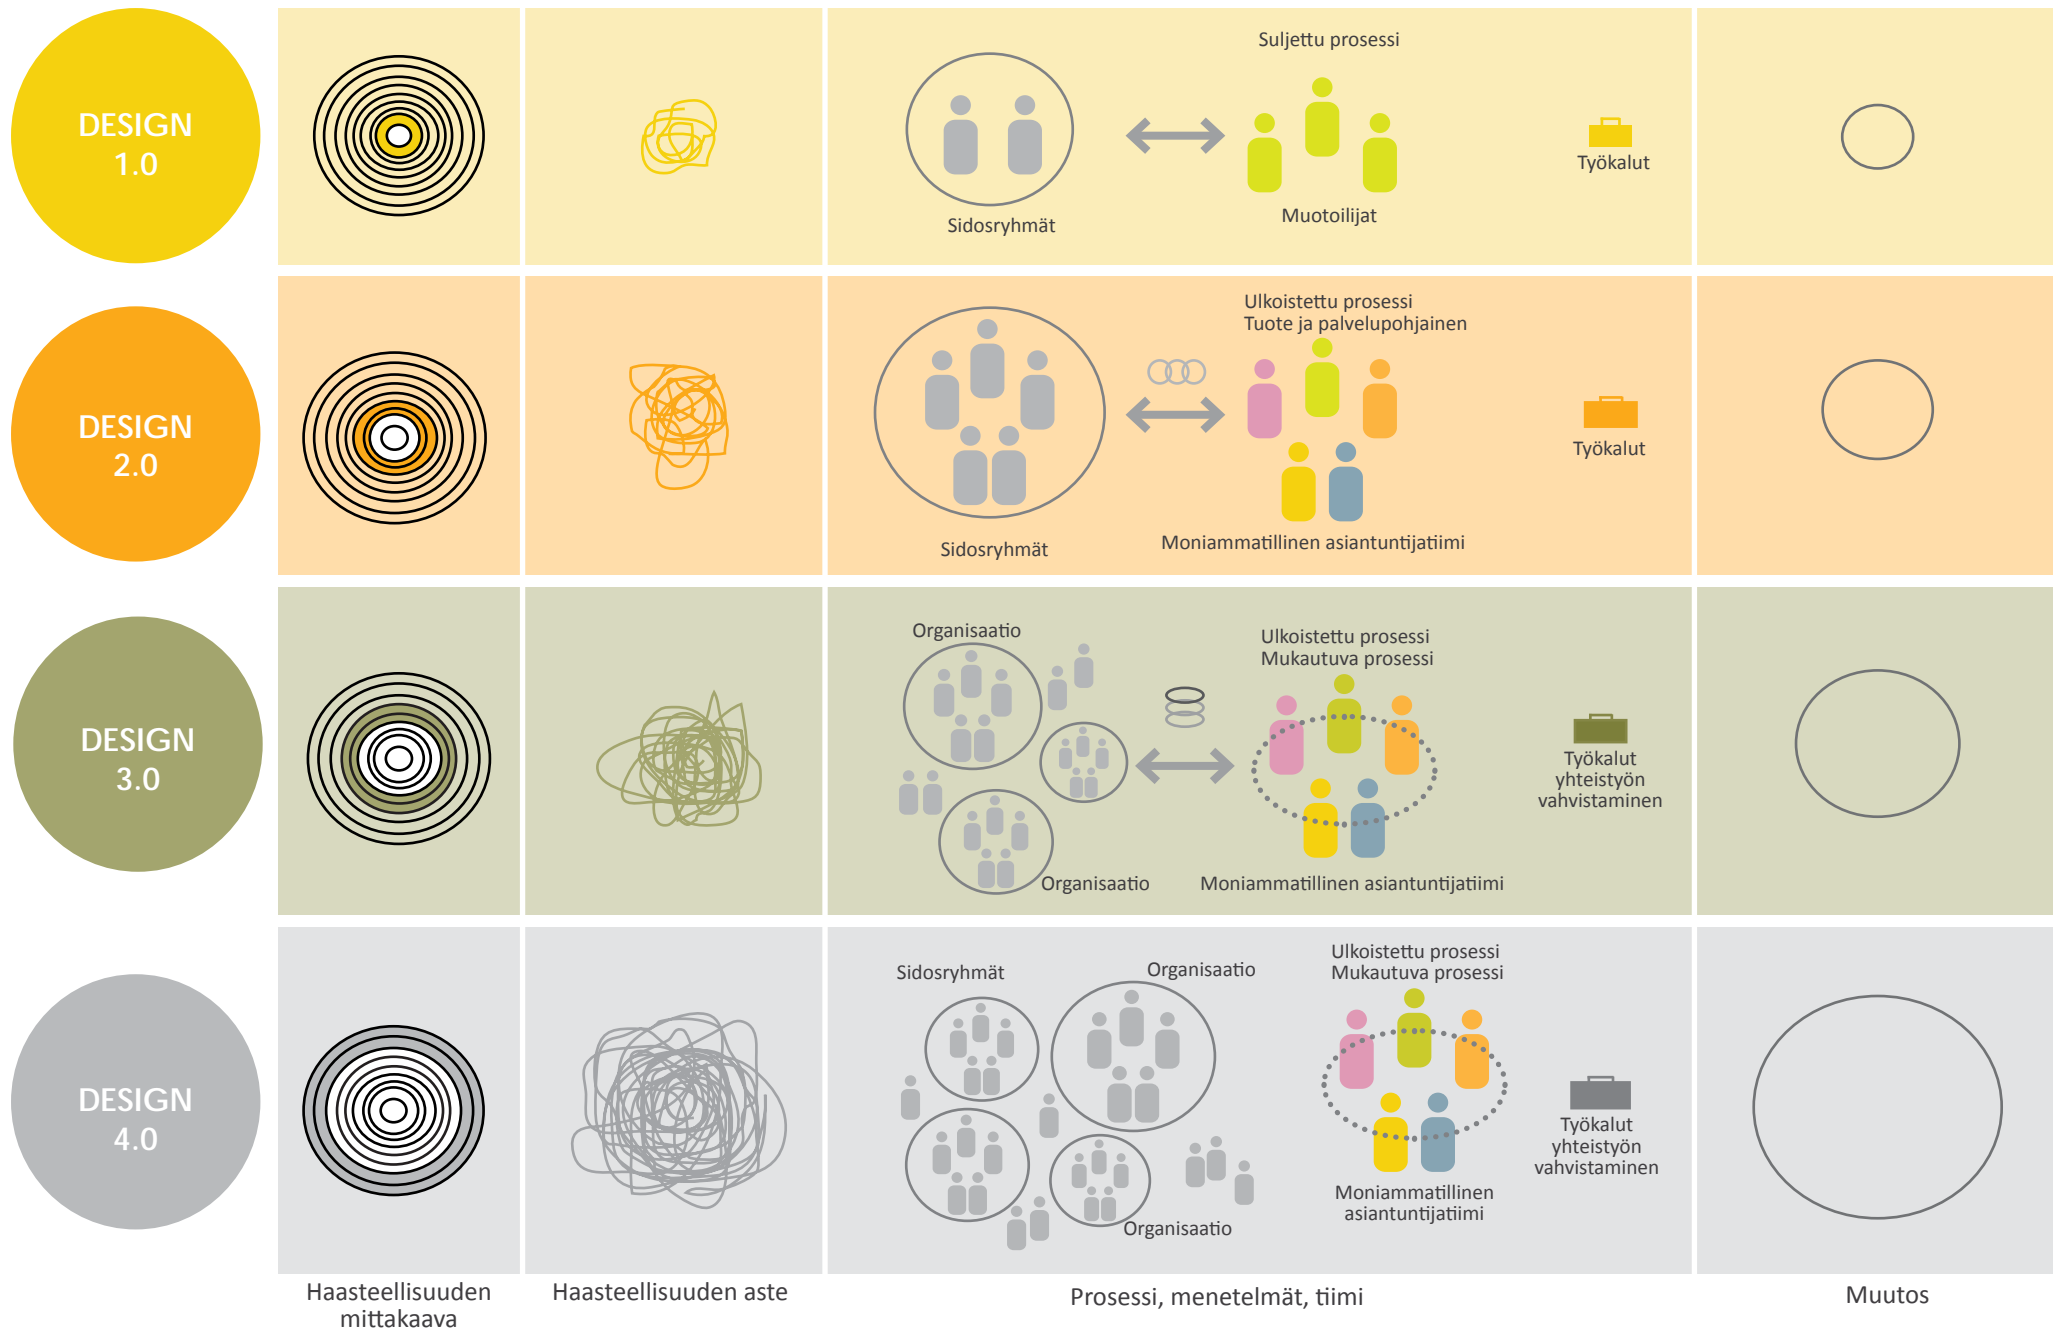 DESIGN
1.0
Suljettu prosessi
Sidosryhmät
Muotoilijat
Työkalut
DESIGN
2.0
Ulkoistettu prosessi
Tuote ja palvelupohjainen
Sidosryhmät
Moniammatillinen asiantuntijatiimi
Työkalut
DESIGN
3.0
Organisaatio
Organisaatio
Ulkoistettu prosessi
Mukautuva prosessi
Moniammatillinen asiantuntijatiimi
Työkalut
yhteistyön
vahvistaminen
DESIGN
4.0
Sidosryhmät
Organisaatio
Organisaatio
Ulkoistettu prosessi
Mukautuva prosessi
Moniammatillinen
asiantuntijatiimi
Työkalut
yhteistyön
vahvistaminen
Haasteellisuuden
mittakaava
Haasteellisuuden aste
Prosessi, menetelmät, tiimi
Muutos